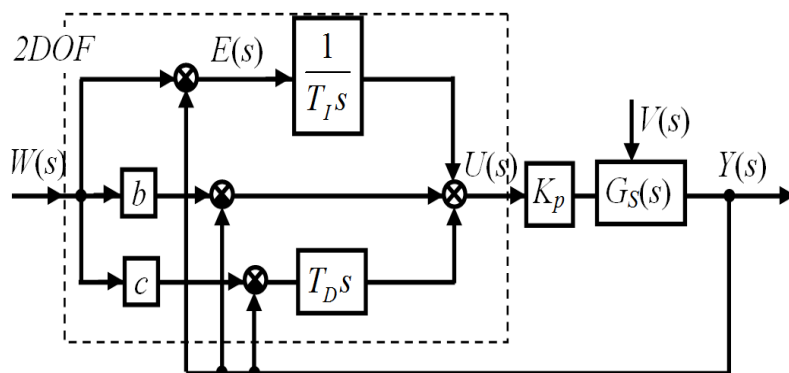 2DOF
E(s)
1
T_I s
W(s)
b
U(s)
K_p
V(s)
G_S(s)
Y(s)
c
T_D s